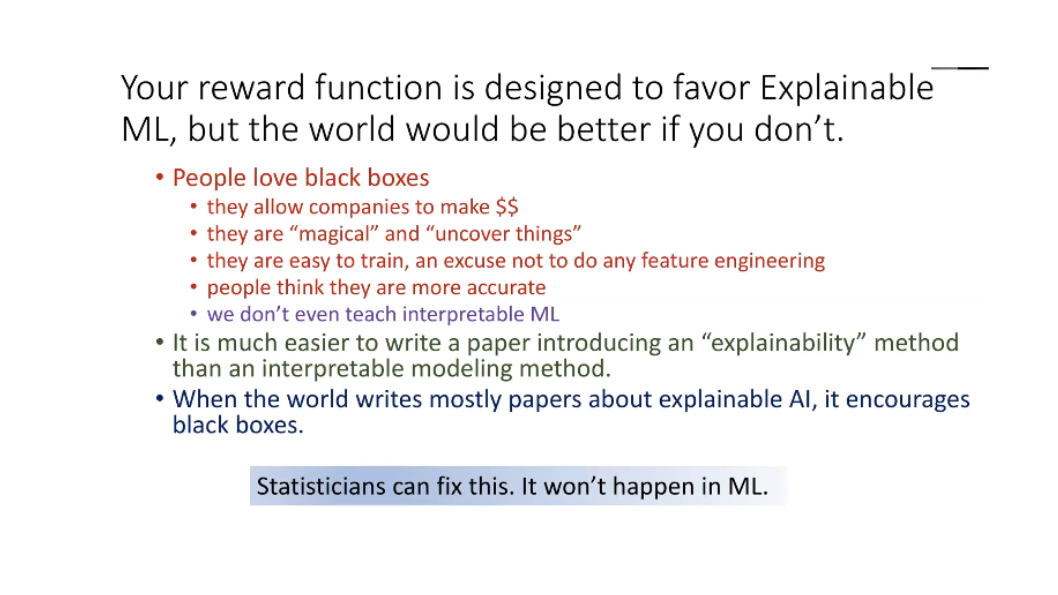 Your reward function is designed to favor Explainable
ML, but the world would be better if you don't.
• People love black boxes
• they allow companies to make $$
• they are “magical” and “uncover things”
• they are easy to train, an excuse not to do any feature engineering
• people think they are more accurate
• we don't even teach interpretable ML
• It is much easier to write a paper introducing an “explainability” method
than an interpretable modeling method.
• When the world writes mostly papers about explainable AI, it encourages
black boxes.
Statisticians can fix this. It won't happen in ML.